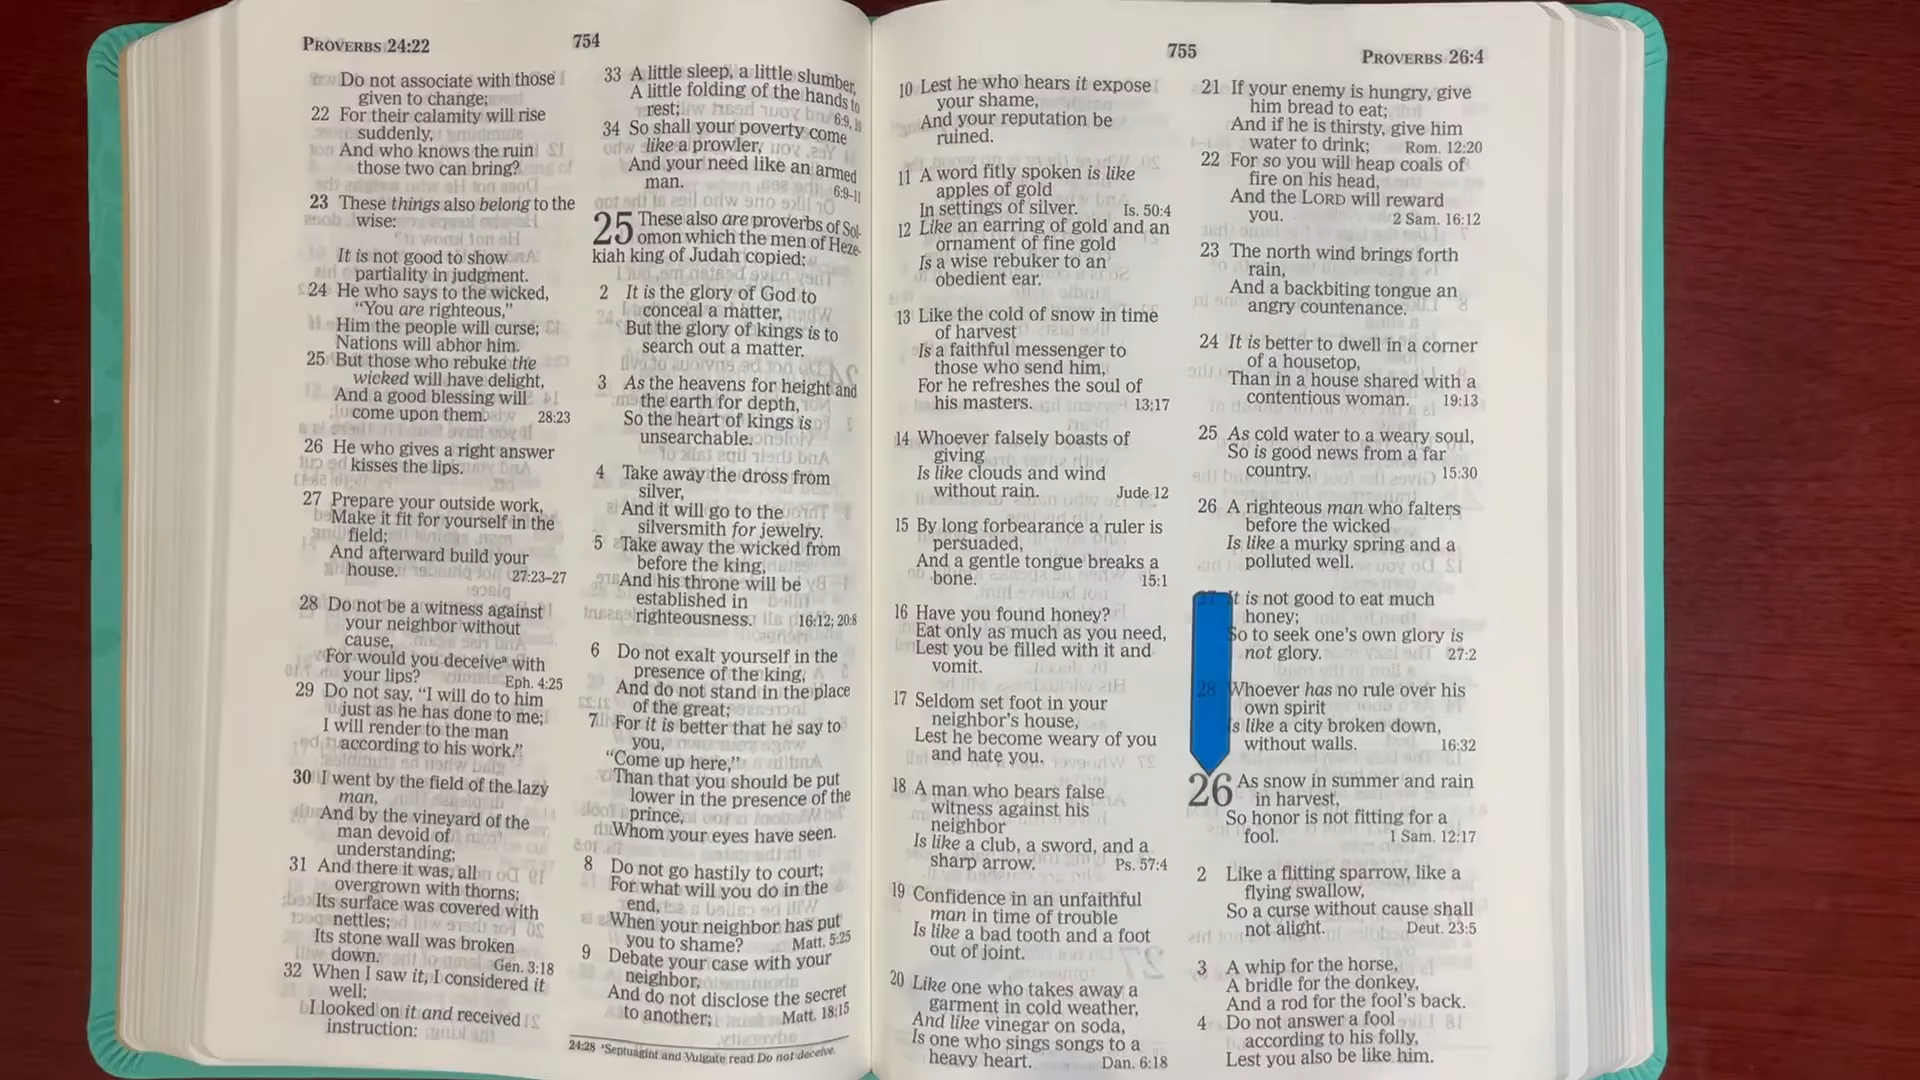 PROVERBS 24:22
754
Do not associate with those
given to change;
22 For their calamity will rise
suddenly,
And who knows the ruin
those two can bring?
23 These things also belong to the
wise:
It is not good to show
partiality in judgment.
24 He who says to the wicked,
“You are righteous,”
Him the people will curse;
Nations will abhor him.
25 But those who rebuke the
wicked will have delight,
And a good blessing will
come upon them. 28:23
26 He who gives a right answer
kisses the lips.
27 Prepare your outside work,
Make it fit for yourself in the
field;
And afterward build your
house. 27:23–27
28 Do not be a witness against
your neighbor without
cause,
For would you deceiveᵃ with
your lips? Eph. 4:25
29 Do not say, “I will do to him
just as he has done to me;
I will render to the man
according to his work.”
30 I went by the field of the lazy
man,
And by the vineyard of the
man devoid of
understanding;
31 And there it was, all
overgrown with thorns;
Its surface was covered with
nettles;
Its stone wall was broken
down. Gen. 3:18
32 When I saw it, I considered it
well;
I looked on it and received
instruction:
33 A little sleep, a little slumber,
A little folding of the hands to
rest; 6:9, 10
34 So shall your poverty come
like a prowler,
And your need like an armed
man. 6:9–11
25 These also are proverbs of Sol-
omon which the men of Heze-
kiah king of Judah copied:
2 It is the glory of God to
conceal a matter,
But the glory of kings is to
search out a matter.
3 As the heavens for height and
the earth for depth,
So the heart of kings is
unsearchable.
4 Take away the dross from
silver,
And it will go to the
silversmith for jewelry.
5 Take away the wicked from
before the king,
And his throne will be
established in
righteousness. 16:12; 20:8
6 Do not exalt yourself in the
presence of the king,
And do not stand in the place
of the great;
7 For it is better that he say to
you,
“Come up here,”
Than that you should be put
lower in the presence of the
prince,
Whom your eyes have seen.
8 Do not go hastily to court;
For what will you do in the
end,
When your neighbor has put
you to shame? Matt. 5:25
9 Debate your case with your
neighbor,
And do not disclose the secret
to another; Matt. 18:15
24:28 ᵃSeptuagint and Vulgate read Do not deceive.
755
PROVERBS 26:4
10 Lest he who hears it expose
your shame,
And your reputation be
ruined.
11 A word fitly spoken is like
apples of gold
In settings of silver. Is. 50:4
12 Like an earring of gold and an
ornament of fine gold
Is a wise rebuker to an
obedient ear.
13 Like the cold of snow in time
of harvest
Is a faithful messenger to
those who send him,
For he refreshes the soul of
his masters. 13:17
14 Whoever falsely boasts of
giving
Is like clouds and wind
without rain. Jude 12
15 By long forbearance a ruler is
persuaded,
And a gentle tongue breaks a
bone. 15:1
16 Have you found honey?
Eat only as much as you need,
Lest you be filled with it and
vomit.
17 Seldom set foot in your
neighbor’s house,
Lest he become weary of you
and hate you.
18 A man who bears false
witness against his
neighbor
Is like a club, a sword, and a
sharp arrow. Ps. 57:4
19 Confidence in an unfaithful
man in time of trouble
Is like a bad tooth and a foot
out of joint.
20 Like one who takes away a
garment in cold weather,
And like vinegar on soda,
Is one who sings songs to a
heavy heart. Dan. 6:18
21 If your enemy is hungry, give
him bread to eat;
And if he is thirsty, give him
water to drink; Rom. 12:20
22 For so you will heap coals of
fire on his head,
And the LORD will reward
you. 2 Sam. 16:12
23 The north wind brings forth
rain,
And a backbiting tongue an
angry countenance.
24 It is better to dwell in a corner
of a housetop,
Than in a house shared with a
contentious woman. 19:13
25 As cold water to a weary soul,
So is good news from a far
country. 15:30
26 A righteous man who falters
before the wicked
Is like a murky spring and a
polluted well.
27 It is not good to eat much
honey;
So to seek one’s own glory is
not glory. 27:2
28 Whoever has no rule over his
own spirit
Is like a city broken down,
without walls. 16:32
26 As snow in summer and rain
in harvest,
So honor is not fitting for a
fool. 1 Sam. 12:17
2 Like a flitting sparrow, like a
flying swallow,
So a curse without cause shall
not alight. Deut. 23:5
3 A whip for the horse,
A bridle for the donkey,
And a rod for the fool’s back.
4 Do not answer a fool
according to his folly,
Lest you also be like him.